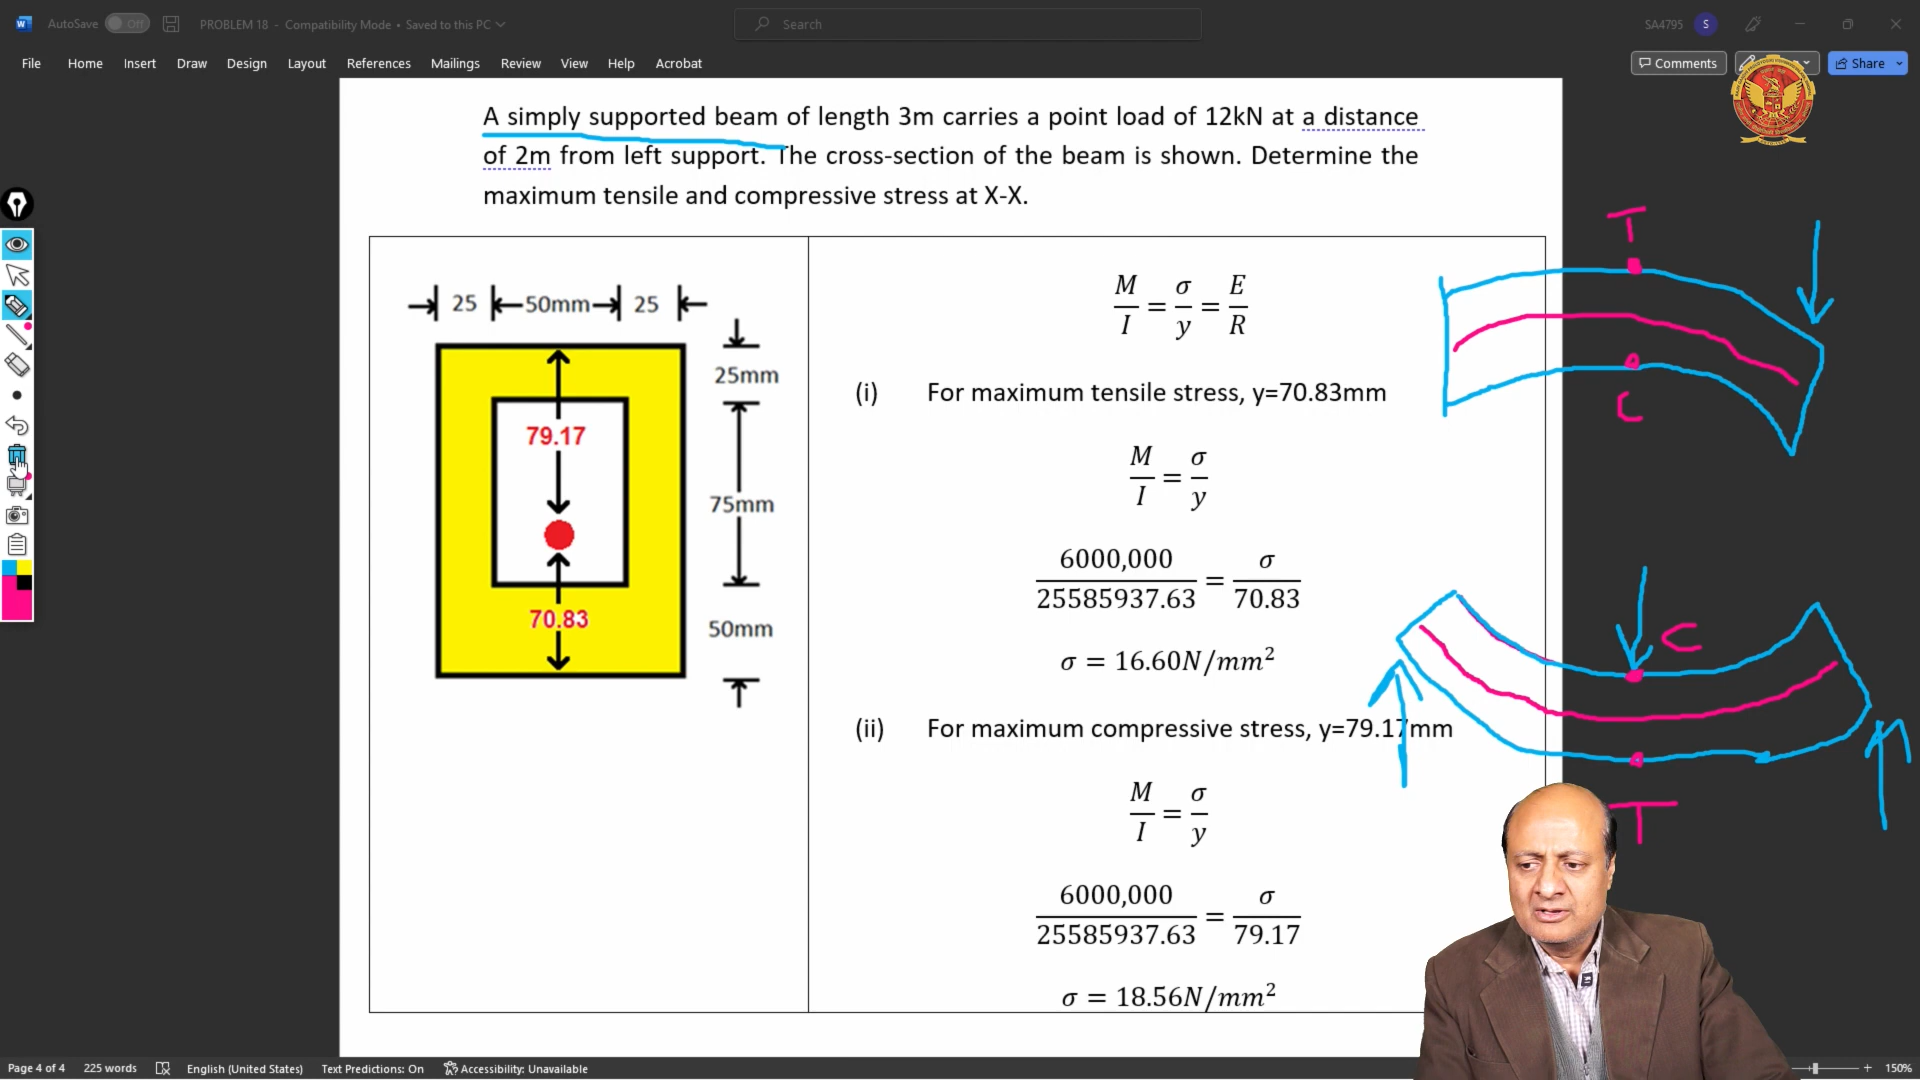 AutoSave Off PROBLEM 18 - Compatibility Mode • Saved to this PC Search SA4795 S
File Home Insert Draw Design Layout References Mailings Review View Help Acrobat Comments Share
A simply supported beam of length 3m carries a point load of 12kN at a distance
of 2m from left support. The cross-section of the beam is shown. Determine the
maximum tensile and compressive stress at X-X.
25 50mm 25
25mm
79.17
75mm
70.83
50mm
M/I = σ/y = E/R
(i) For maximum tensile stress, y=70.83mm
M/I = σ/y
6000,000/25585937.63 = σ/70.83
σ = 16.60N/mm²
(ii) For maximum compressive stress, y=79.17mm
M/I = σ/y
6000,000/25585937.63 = σ/79.17
σ = 18.56N/mm²
T
C
C
T
Page 4 of 4 225 words English (United States) Text Predictions: On Accessibility: Unavailable 150%